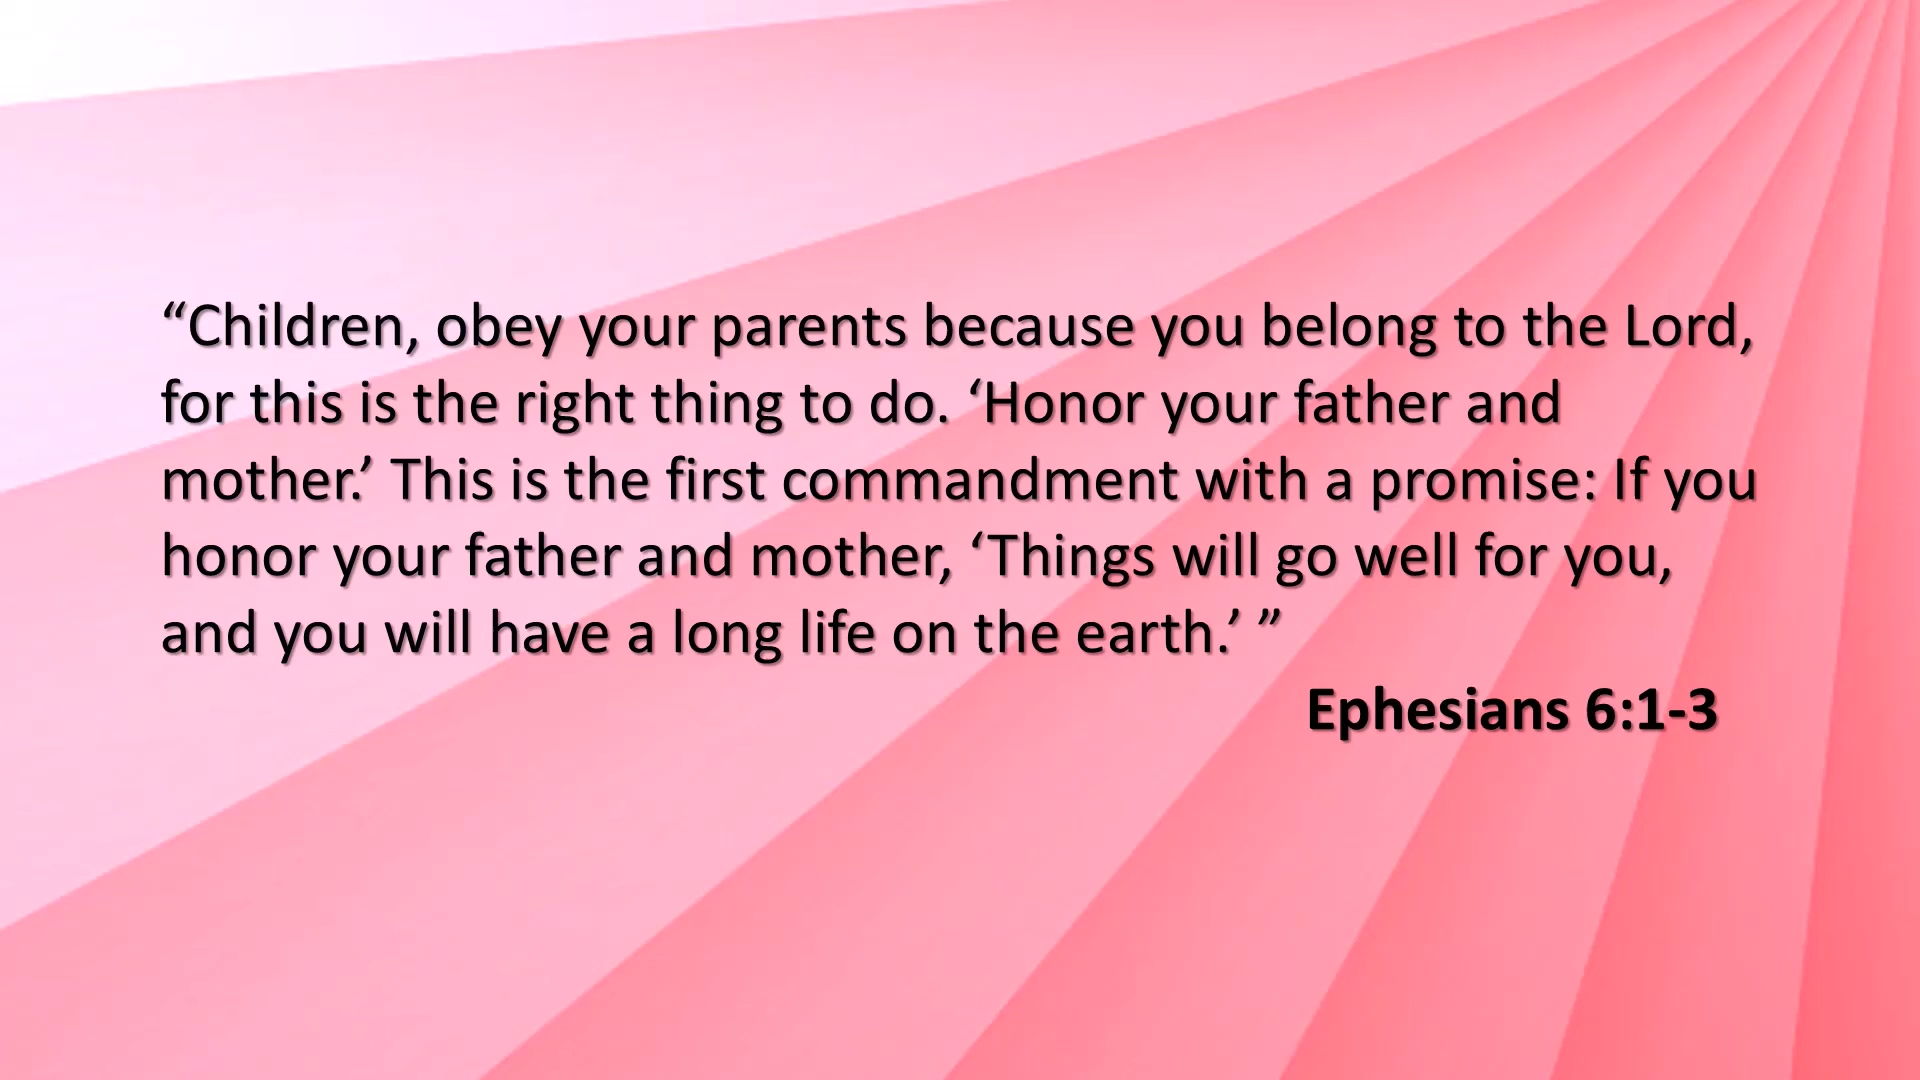 “Children, obey your parents because you belong to the Lord,
for this is the right thing to do. ‘Honor your father and
mother.’ This is the first commandment with a promise: If you
honor your father and mother, ‘Things will go well for you,
and you will have a long life on the earth.’ ”
Ephesians 6:1-3